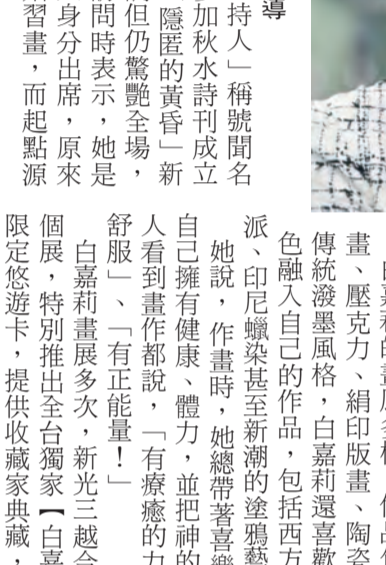 導
持人」稱號聞名
加秋水詩刊成立
隱匿的黃昏」新
但仍驚艷全場，
問時表示，她是
身分出席，原來
習畫，而起點源
畫、壓克力、絹印版畫、陶瓷
傳統潑墨風格，白嘉莉還喜歡
色融入自己的作品，包括西方
派、印尼蠟染甚至新潮的塗鴉藝
她說，作畫時，她總帶著喜樂
自己擁有健康、體力，並把神的
人看到畫作都說，「有療癒的力
舒服」、「有正能量！」
白嘉莉畫展多次，新光三越合
個展，特別推出全台獨家【白嘉
限定悠遊卡，提供收藏家典藏，